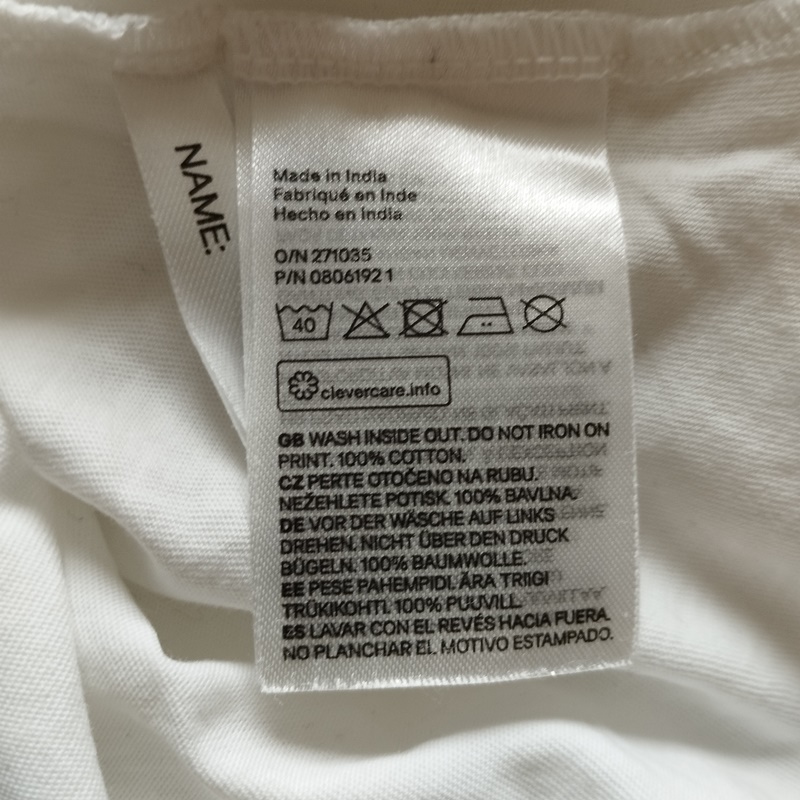 NAME:
Made in India
Fabriqué en Inde
Hecho en India
O/N 271035
P/N 08061921
40
clevercare.info
GB WASH INSIDE OUT. DO NOT IRON ON
PRINT. 100% COTTON.
CZ PERTE OTOČENO NA RUBU.
NEŽEHLETE POTISK. 100% BAVLNA.
DE VOR DER WÄSCHE AUF LINKS
DREHEN. NICHT ÜBER DEN DRUCK
BÜGELN. 100% BAUMWOLLE.
EE PESE PAHEMPIDI. ÄRA TRIIGI
TRÜKIKOHTI. 100% PUUVILL.
ES LAVAR CON EL REVÉS HACIA FUERA.
NO PLANCHAR EL MOTIVO ESTAMPADO.